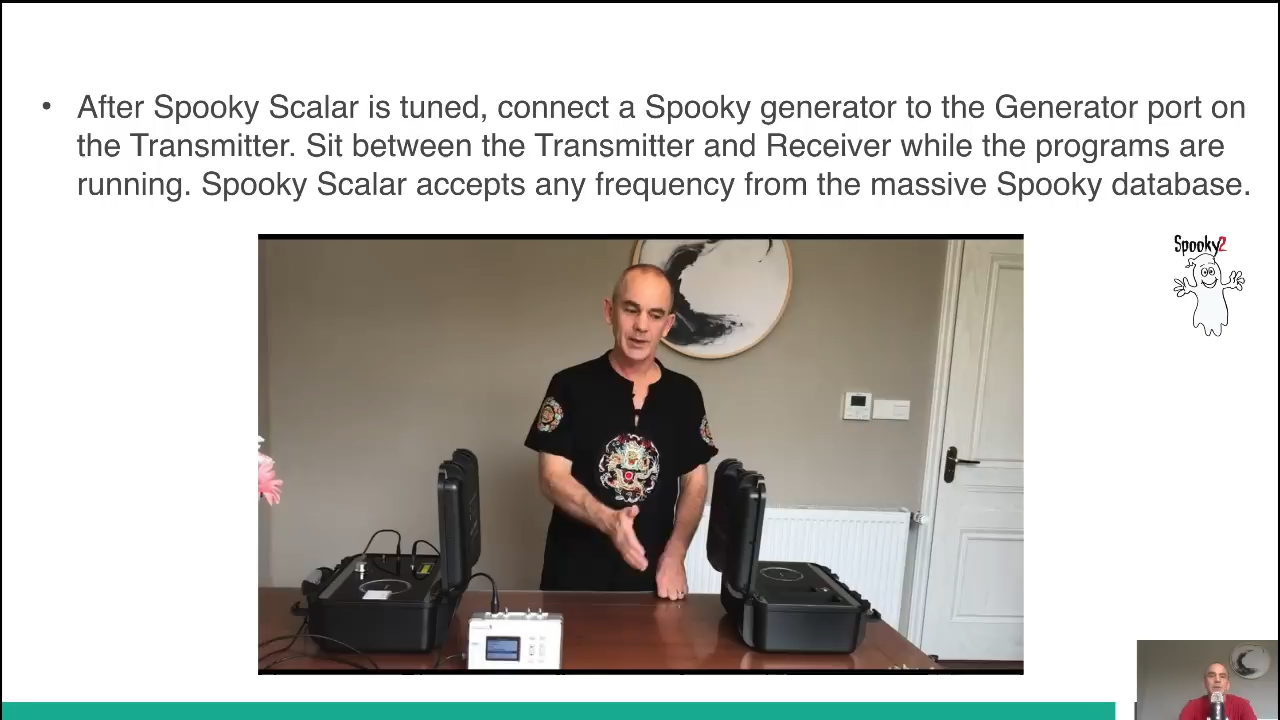 • After Spooky Scalar is tuned, connect a Spooky generator to the Generator port on
the Transmitter. Sit between the Transmitter and Receiver while the programs are
running. Spooky Scalar accepts any frequency from the massive Spooky database.
Spooky2